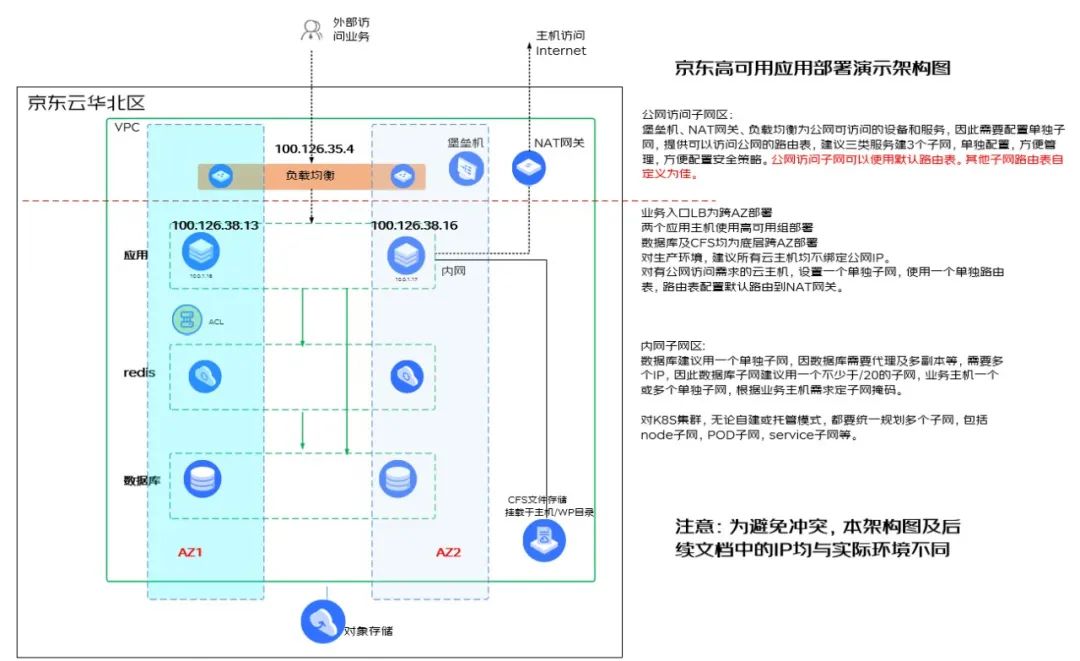 外部访
问业务
主机访问
Internet
京东高可用应用部署演示架构图
京东云华北区
VPC
100.126.35.4
负载均衡
堡垒机
NAT网关
公网访问子网区:
堡垒机、NAT网关、负载均衡为公网可访问的设备和服务，因此需要配置单独子
网，提供可以访问公网的路由表，建议三类服务建3个子网，单独配置，方便管
理，方便配置安全策略。公网访问子网可以使用默认路由表。其他子网路由表自
定义为佳。
业务入口LB为跨AZ部署
两个应用主机使用高可用组部署
数据库及CFS均为底层跨AZ部署
对生产环境，建议所有云主机均不绑定公网IP。
对有公网访问需求的云主机，设置一个单独子网，使用一个单独路由
表，路由表配置默认路由到NAT网关。
100.126.38.13
100.126.38.16
应用
10.0.1.16
10.0.1.17
内网
ACL
redis
内网子网区:
数据库建议用一个单独子网，因数据库需要代理及多副本等，需要多
个IP，因此数据库子网建议用一个不少于/20的子网，业务主机一个
或多个单独子网，根据业务主机需求定子网掩码。
对K8S集群，无论自建或托管模式，都要统一规划多个子网，包括
node子网，POD子网，service子网等。
数据库
CFS文件存储
挂载于主机/WP目录
AZ1
AZ2
注意: 为避免冲突，本架构图及后
续文档中的IP均与实际环境不同
对象存储